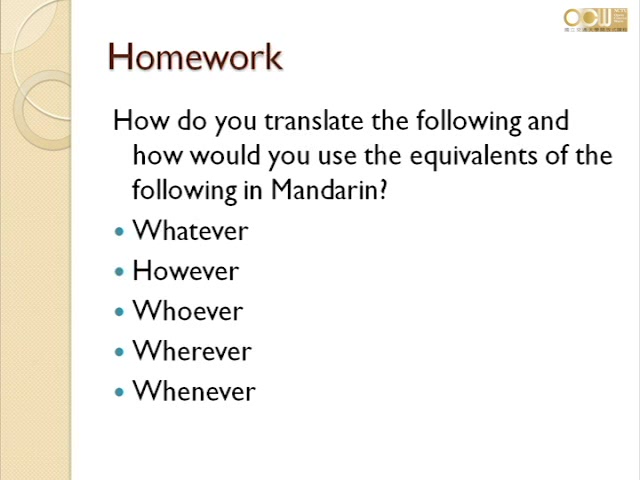 OCW
Homework
How do you translate the following and
how would you use the equivalents of the
following in Mandarin?
• Whatever
• However
• Whoever
• Wherever
• Whenever